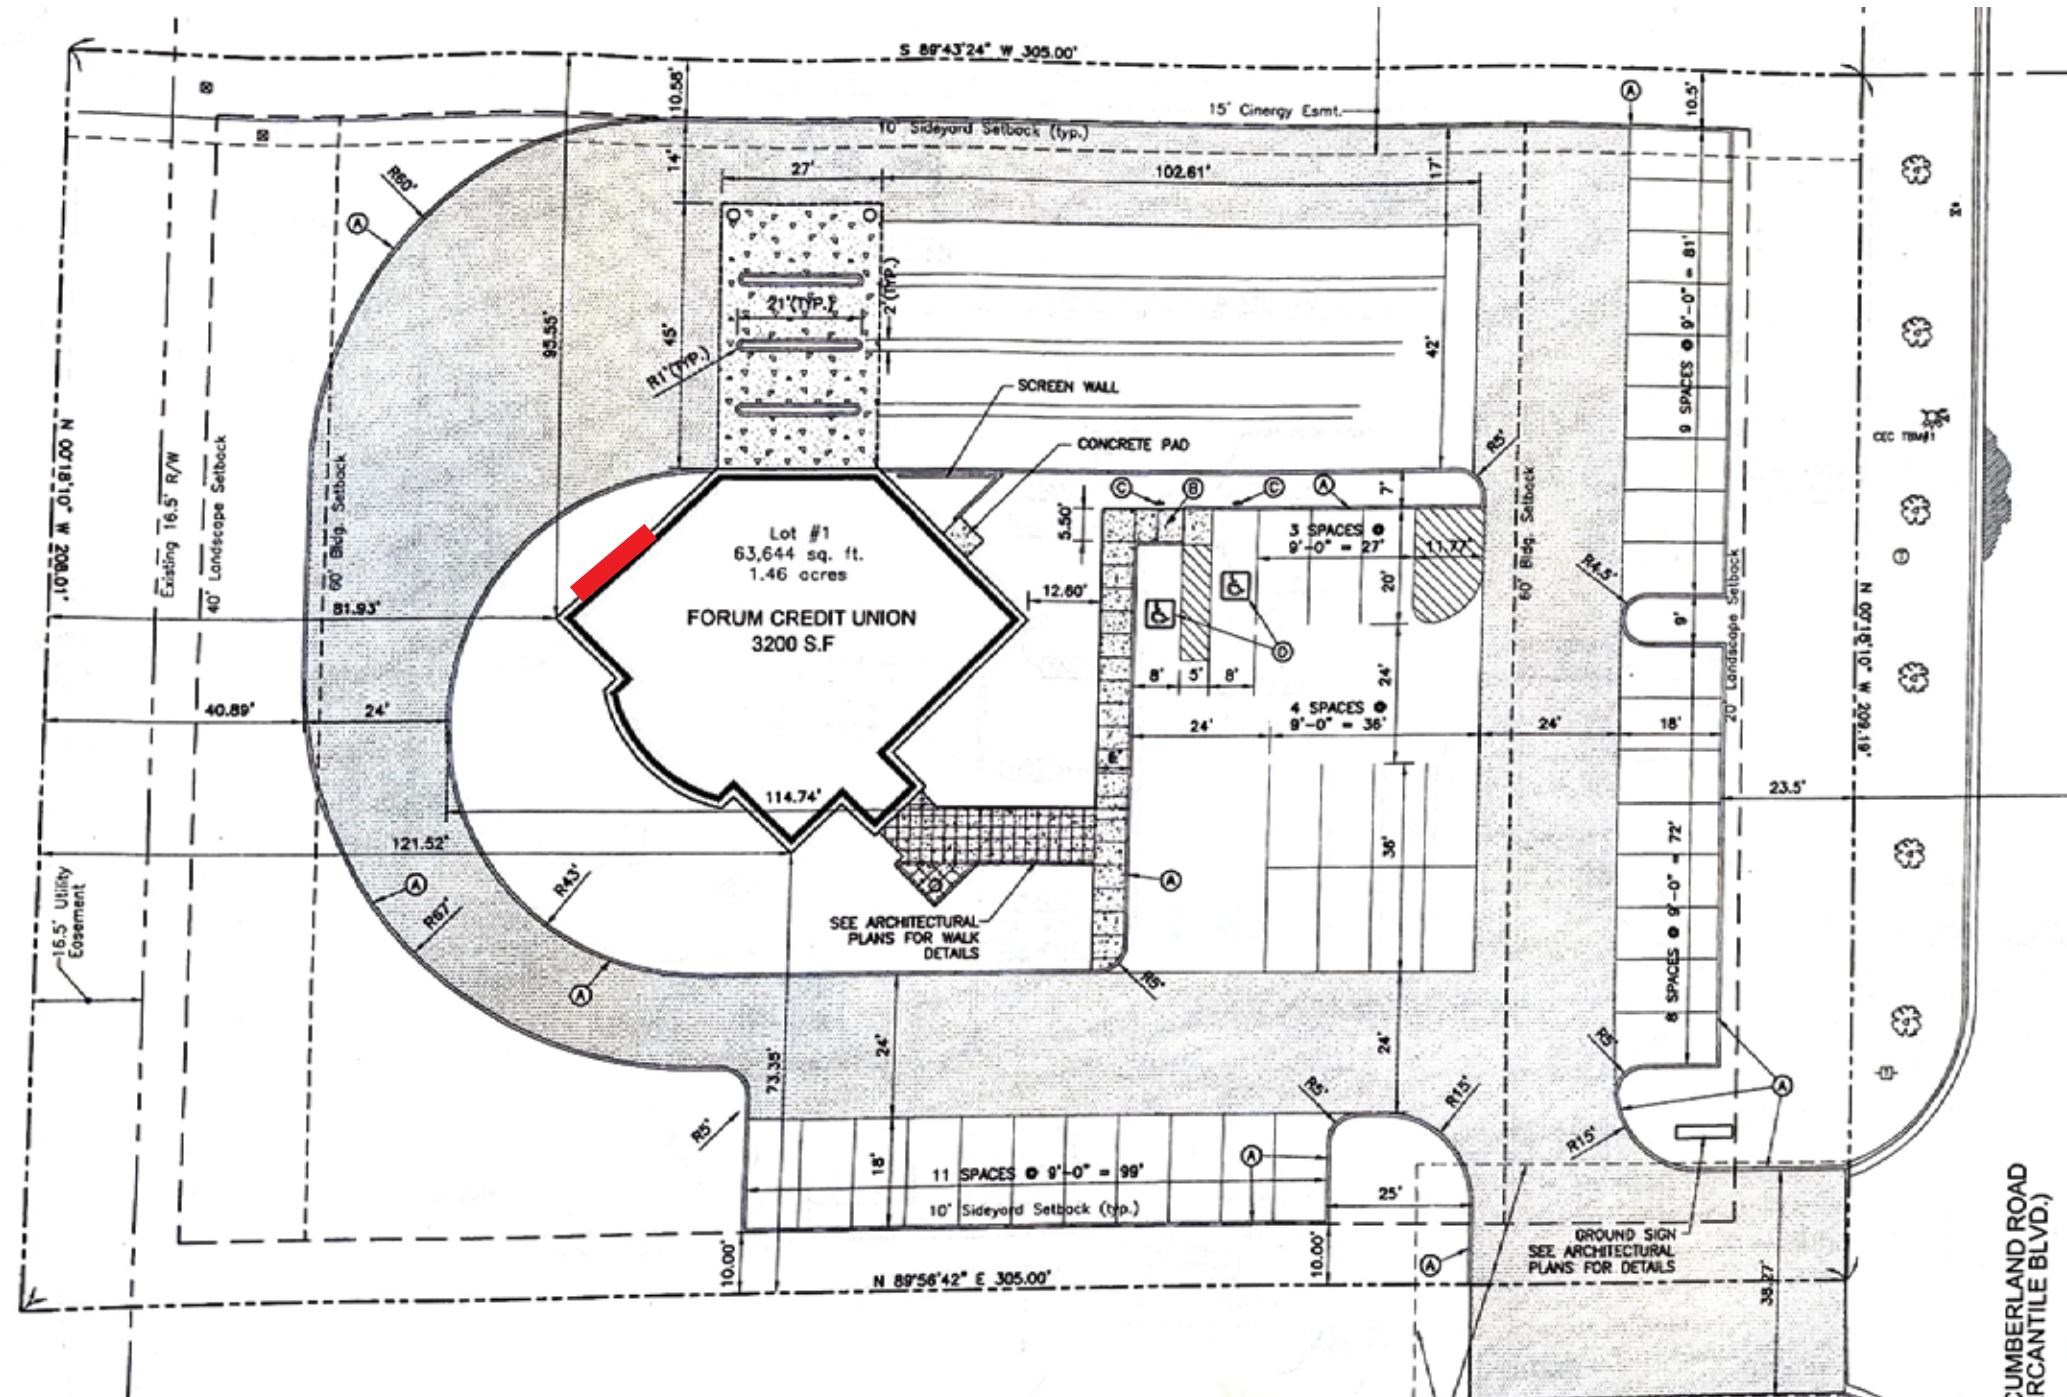 S 89°43'24" W 305.00'
10.58'
15' Cinergy Esmt.
10.5'
A
10' Sideyard Setback (typ.)
14'
27'
102.61'
17'
R60'
A
95.55'
45'
21'(TYP.)
2'(TYP.)
R1'(TYP.)
42'
9 SPACES @ 9'-0" = 81'
SCREEN WALL
CONCRETE PAD
R5'
CEC TBM#1
N 00°18'10" W 208.01'
Existing 16.5' R/W
40' Landscape Setback
60' Bldg. Setback
C
B
C
A
7'
5.50'
Lot #1
63,644 sq. ft.
1.46 acres
FORUM CREDIT UNION
3200 S.F
3 SPACES @
9'-0" = 27'
11.77'
20'
60' Bldg. Setback
R4.5'
9'
20' Landscape Setback
N 00°18'10" W 209.19'
81.93'
12.60'
D
8'
5'
8'
24'
40.89'
24'
4 SPACES @
9'-0" = 36'
24'
24'
18'
6'
114.74'
23.5'
121.52'
36'
8 SPACES @ 9'-0" = 72'
16.5' Utility
Easement
A
R67'
R43'
A
SEE ARCHITECTURAL
PLANS FOR WALK
DETAILS
A
R5'
73.35'
24'
24'
R5'
R5'
R5'
R15'
A
R15'
18'
11 SPACES @ 9'-0" = 99'
A
10' Sideyard Setback (typ.)
25'
GROUND SIGN
SEE ARCHITECTURAL
PLANS FOR DETAILS
10.00'
N 89°56'42" E 305.00'
10.00'
A
38.27'
CUMBERLAND ROAD
RCANTILE BLVD.)